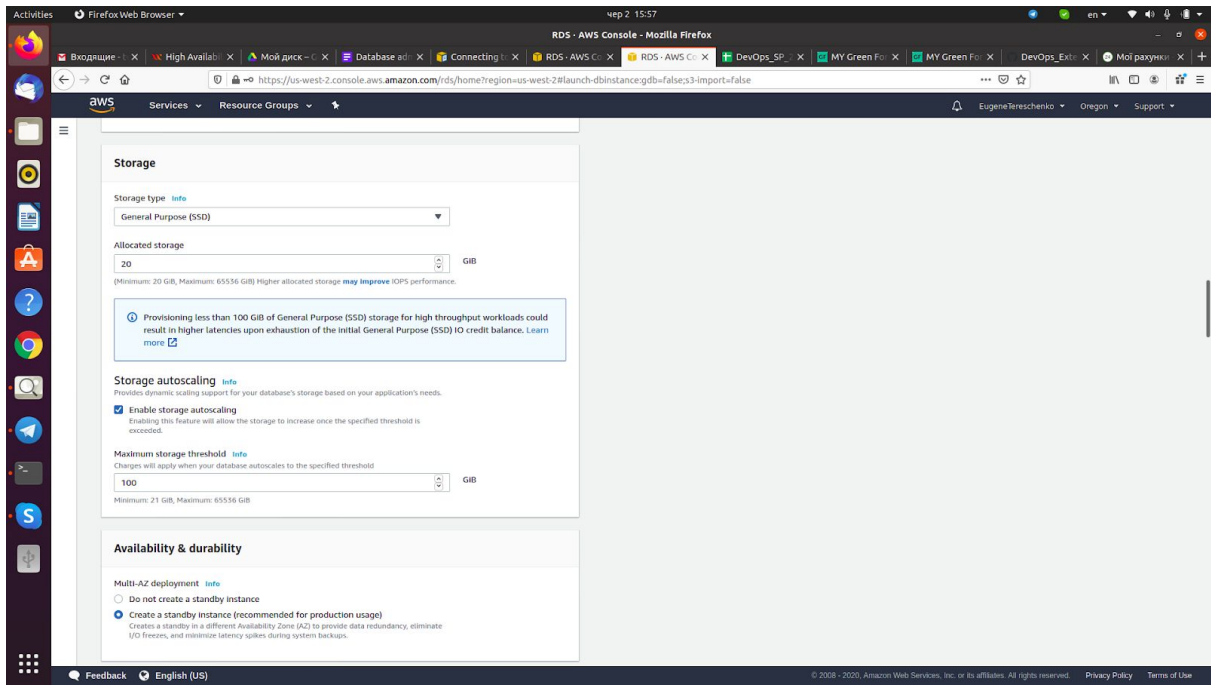 Activities
Firefox Web Browser
чер 2 15:57
en
RDS · AWS Console - Mozilla Firefox
Входящие –
High Availabi
Мой диск –
Database adm
Connecting to
RDS · AWS Co
RDS · AWS Co
DevOps_SP_2
MY Green For
MY Green For
DevOps_Exte
Мої рахунки
https://us-west-2.console.aws.amazon.com/rds/home?region=us-west-2#launch-dbinstance:gdb=false;s3-import=false
aws
Services
Resource Groups
EugeneTereschenko
Oregon
Support
Storage
Storage type Info
General Purpose (SSD)
Allocated storage
20
GiB
(Minimum: 20 GiB, Maximum: 65536 GiB) Higher allocated storage may improve IOPS performance.
Provisioning less than 100 GiB of General Purpose (SSD) storage for high throughput workloads could
result in higher latencies upon exhaustion of the initial General Purpose (SSD) IO credit balance. Learn
more
Storage autoscaling Info
Provides dynamic scaling support for your database's storage based on your application's needs.
Enable storage autoscaling
Enabling this feature will allow the storage to increase once the specified threshold is
exceeded.
Maximum storage threshold Info
Charges will apply when your database autoscales to the specified threshold
100
GiB
Minimum: 21 GiB, Maximum: 65536 GiB
Availability & durability
Multi-AZ deployment Info
Do not create a standby instance
Create a standby instance (recommended for production usage)
Creates a standby in a different Availability Zone (AZ) to provide data redundancy, eliminate
I/O freezes, and minimize latency spikes during system backups.
Feedback
English (US)
© 2008 - 2020, Amazon Web Services, Inc. or its affiliates. All rights reserved.
Privacy Policy
Terms of Use